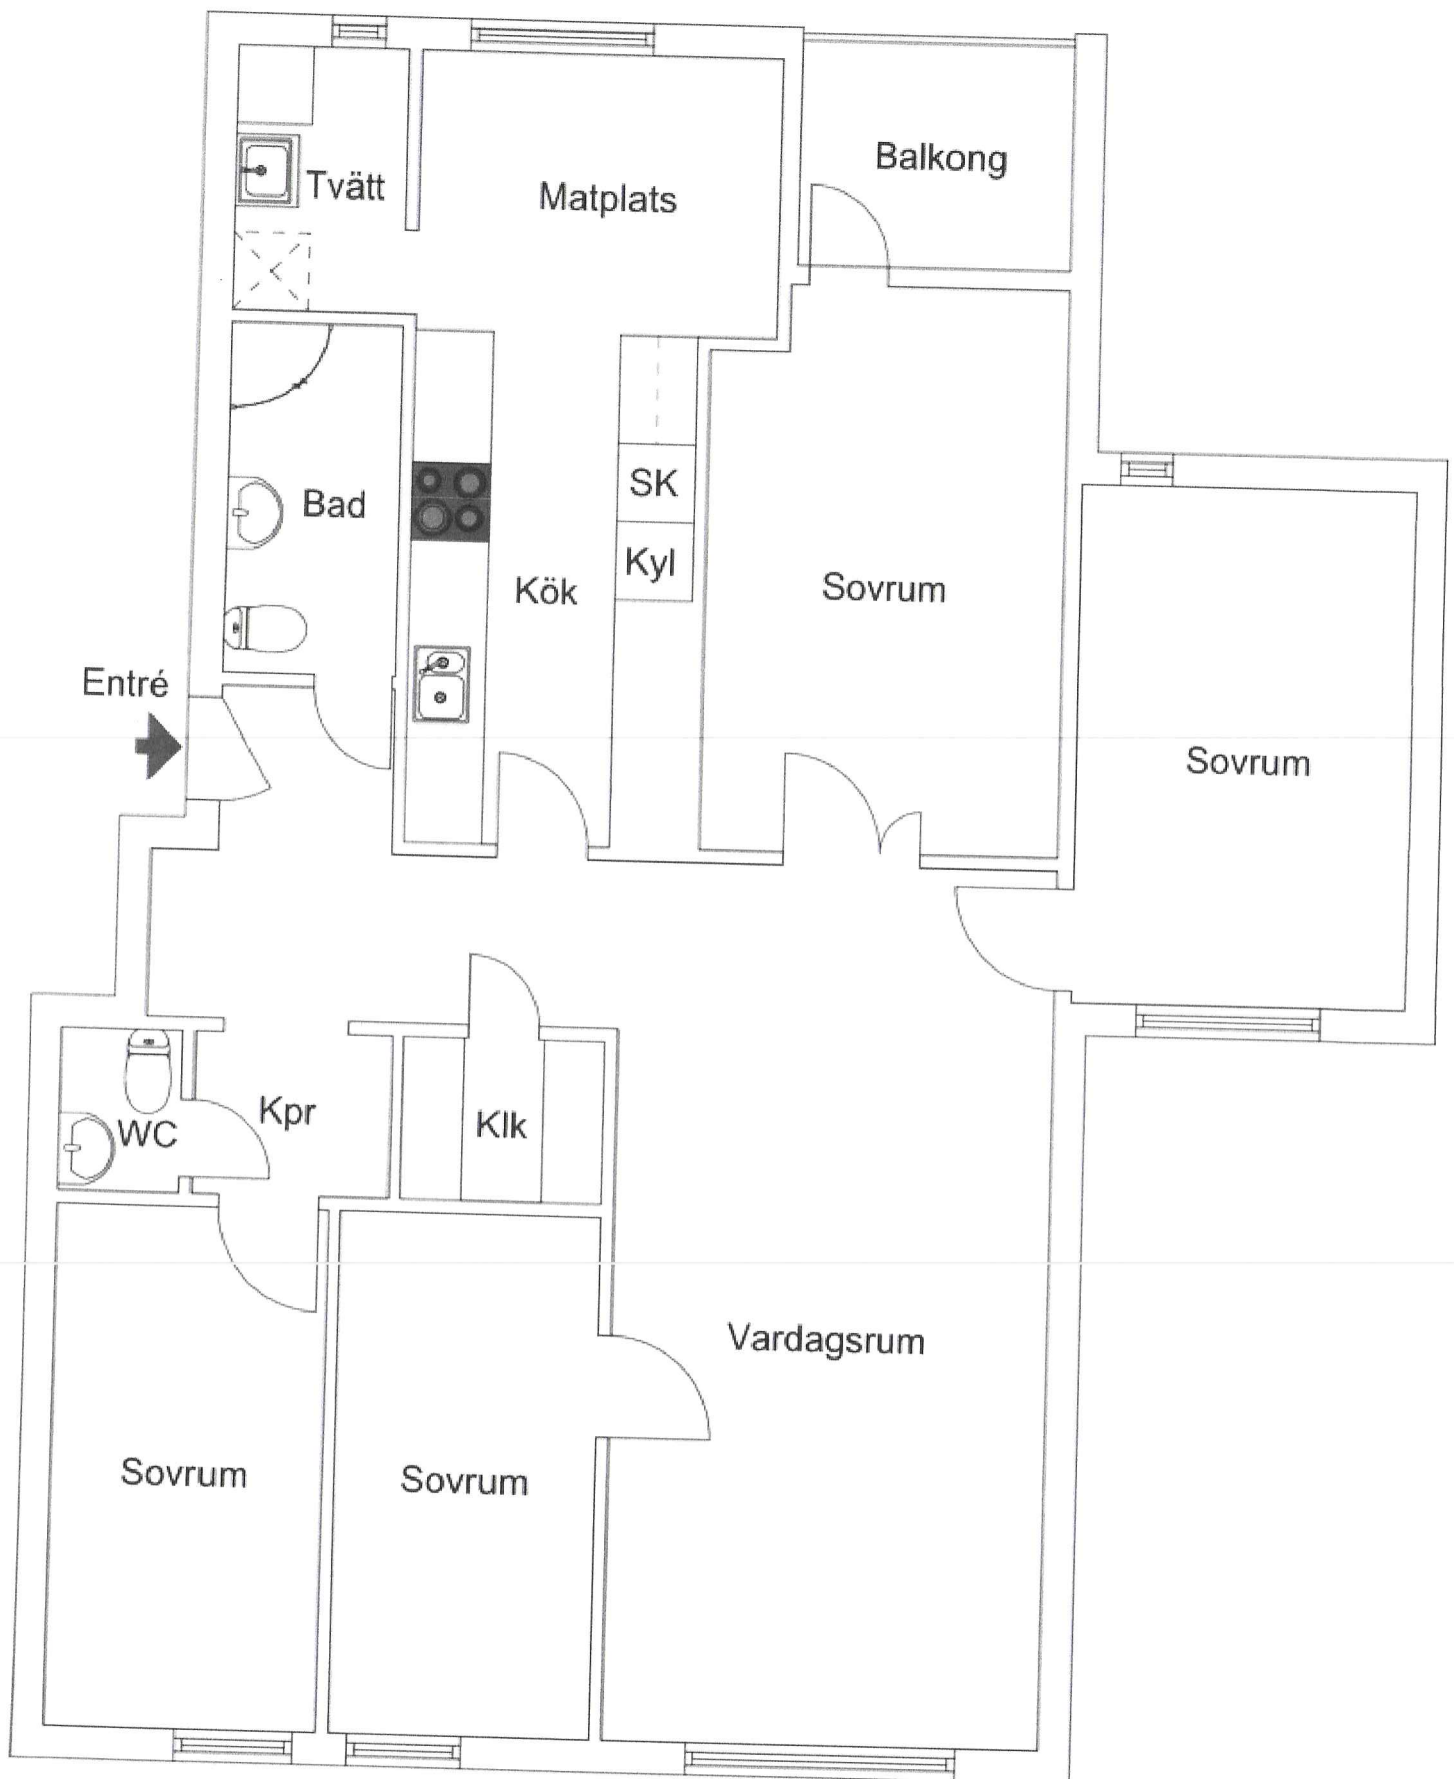 Balkong
Tvätt
Matplats
SK
Bad
Kyl
Kök
Sovrum
Entré
Sovrum
Kpr
Klk
WC
Vardagsrum
Sovrum
Sovrum